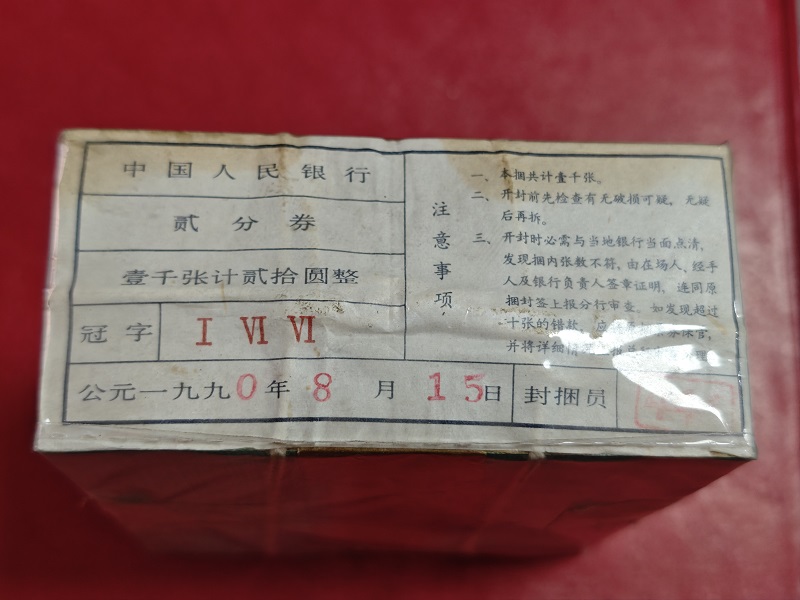 中国人民银行
贰分券
壹千张计贰拾圆整
冠字 I VI VI
公元一九九0年8月15日 封捆员
注意事项
一、本捆共计壹千张。
二、开封前先检查有无破损可疑，无疑
后再拆。
三、开封时必需与当地银行当面点清，
发现捆内张数不符，由在场人、经手
人及银行负责人签章证明，连同原
捆封签上报分行审查。如发现超过
十张的错款，应
并将详细情